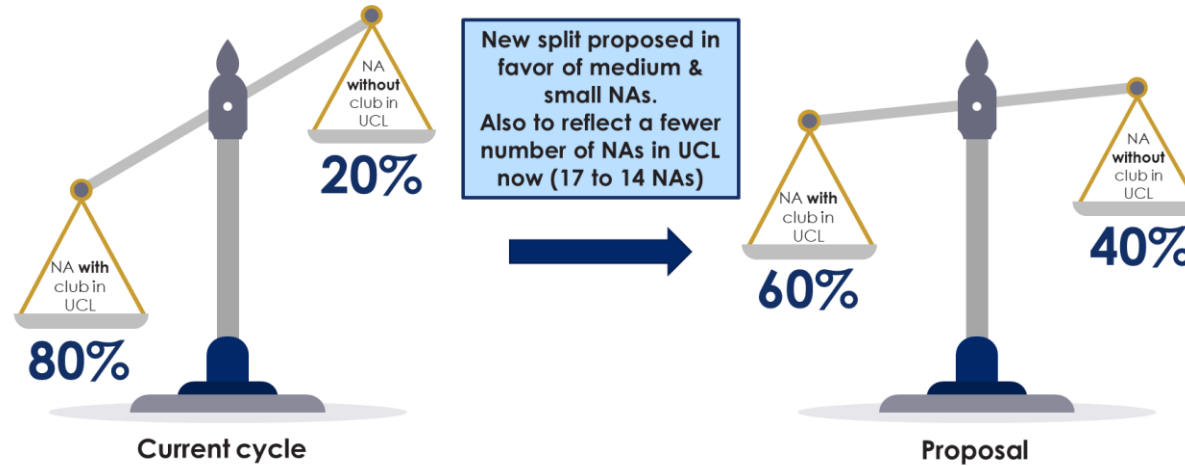 NA
without
club in
UCL
20%
NA with
club in
UCL
80%
Current cycle
New split proposed in
favor of medium &
small NAs.
Also to reflect a fewer
number of NAs in UCL
now (17 to 14 NAs)
NA with
club in
UCL
60%
NA
without
club in
UCL
40%
Proposal